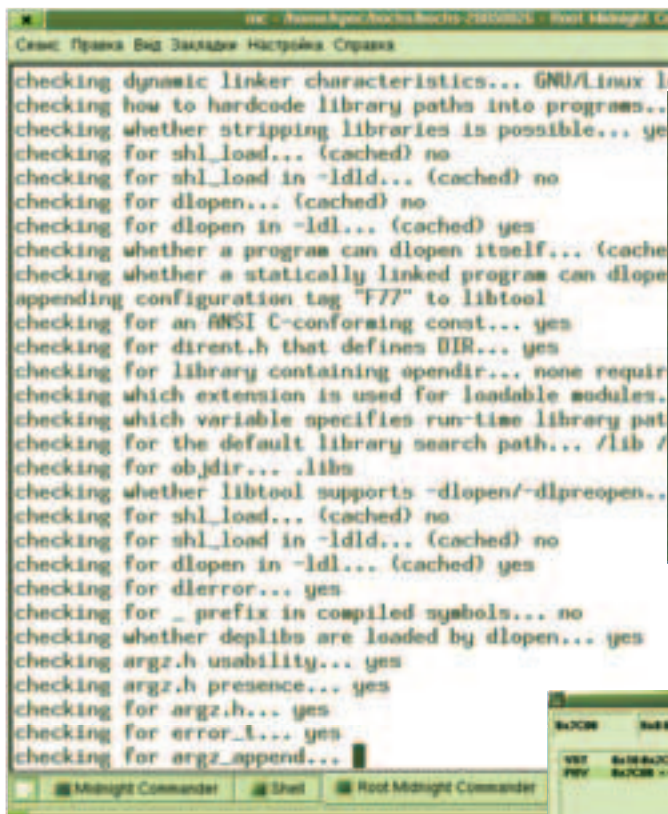 mc - /home/kpnc/bochs/bochs-20050826 - Root Midnight C
Сеанс Правка Вид Закладки Настройка Справка
checking dynamic linker characteristics... GNU/Linux l
checking how to hardcode library paths into programs..
checking whether stripping libraries is possible... ye
checking for shl_load... (cached) no
checking for shl_load in -ldld... (cached) no
checking for dlopen... (cached) no
checking for dlopen in -ldl... (cached) yes
checking whether a program can dlopen itself... (cache
checking whether a statically linked program can dlope
appending configuration tag "F77" to libtool
checking for an ANSI C-conforming const... yes
checking for dirent.h that defines DIR... yes
checking for library containing opendir... none requir
checking which extension is used for loadable modules.
checking which variable specifies run-time library pat
checking for the default library search path... /lib /
checking for objdir... .libs
checking whether libtool supports -dlopen/-dlpreopen..
checking for shl_load... (cached) no
checking for shl_load in -ldld... (cached) no
checking for dlopen in -ldl... (cached) yes
checking for dlerror... yes
checking for _ prefix in compiled symbols... no
checking whether deplibs are loaded by dlopen... yes
checking argz.h usability... yes
checking argz.h presence... yes
checking for argz.h... yes
checking for error_t... yes
checking for argz_append...
Midnight Commander Shell Root Midnight Commander